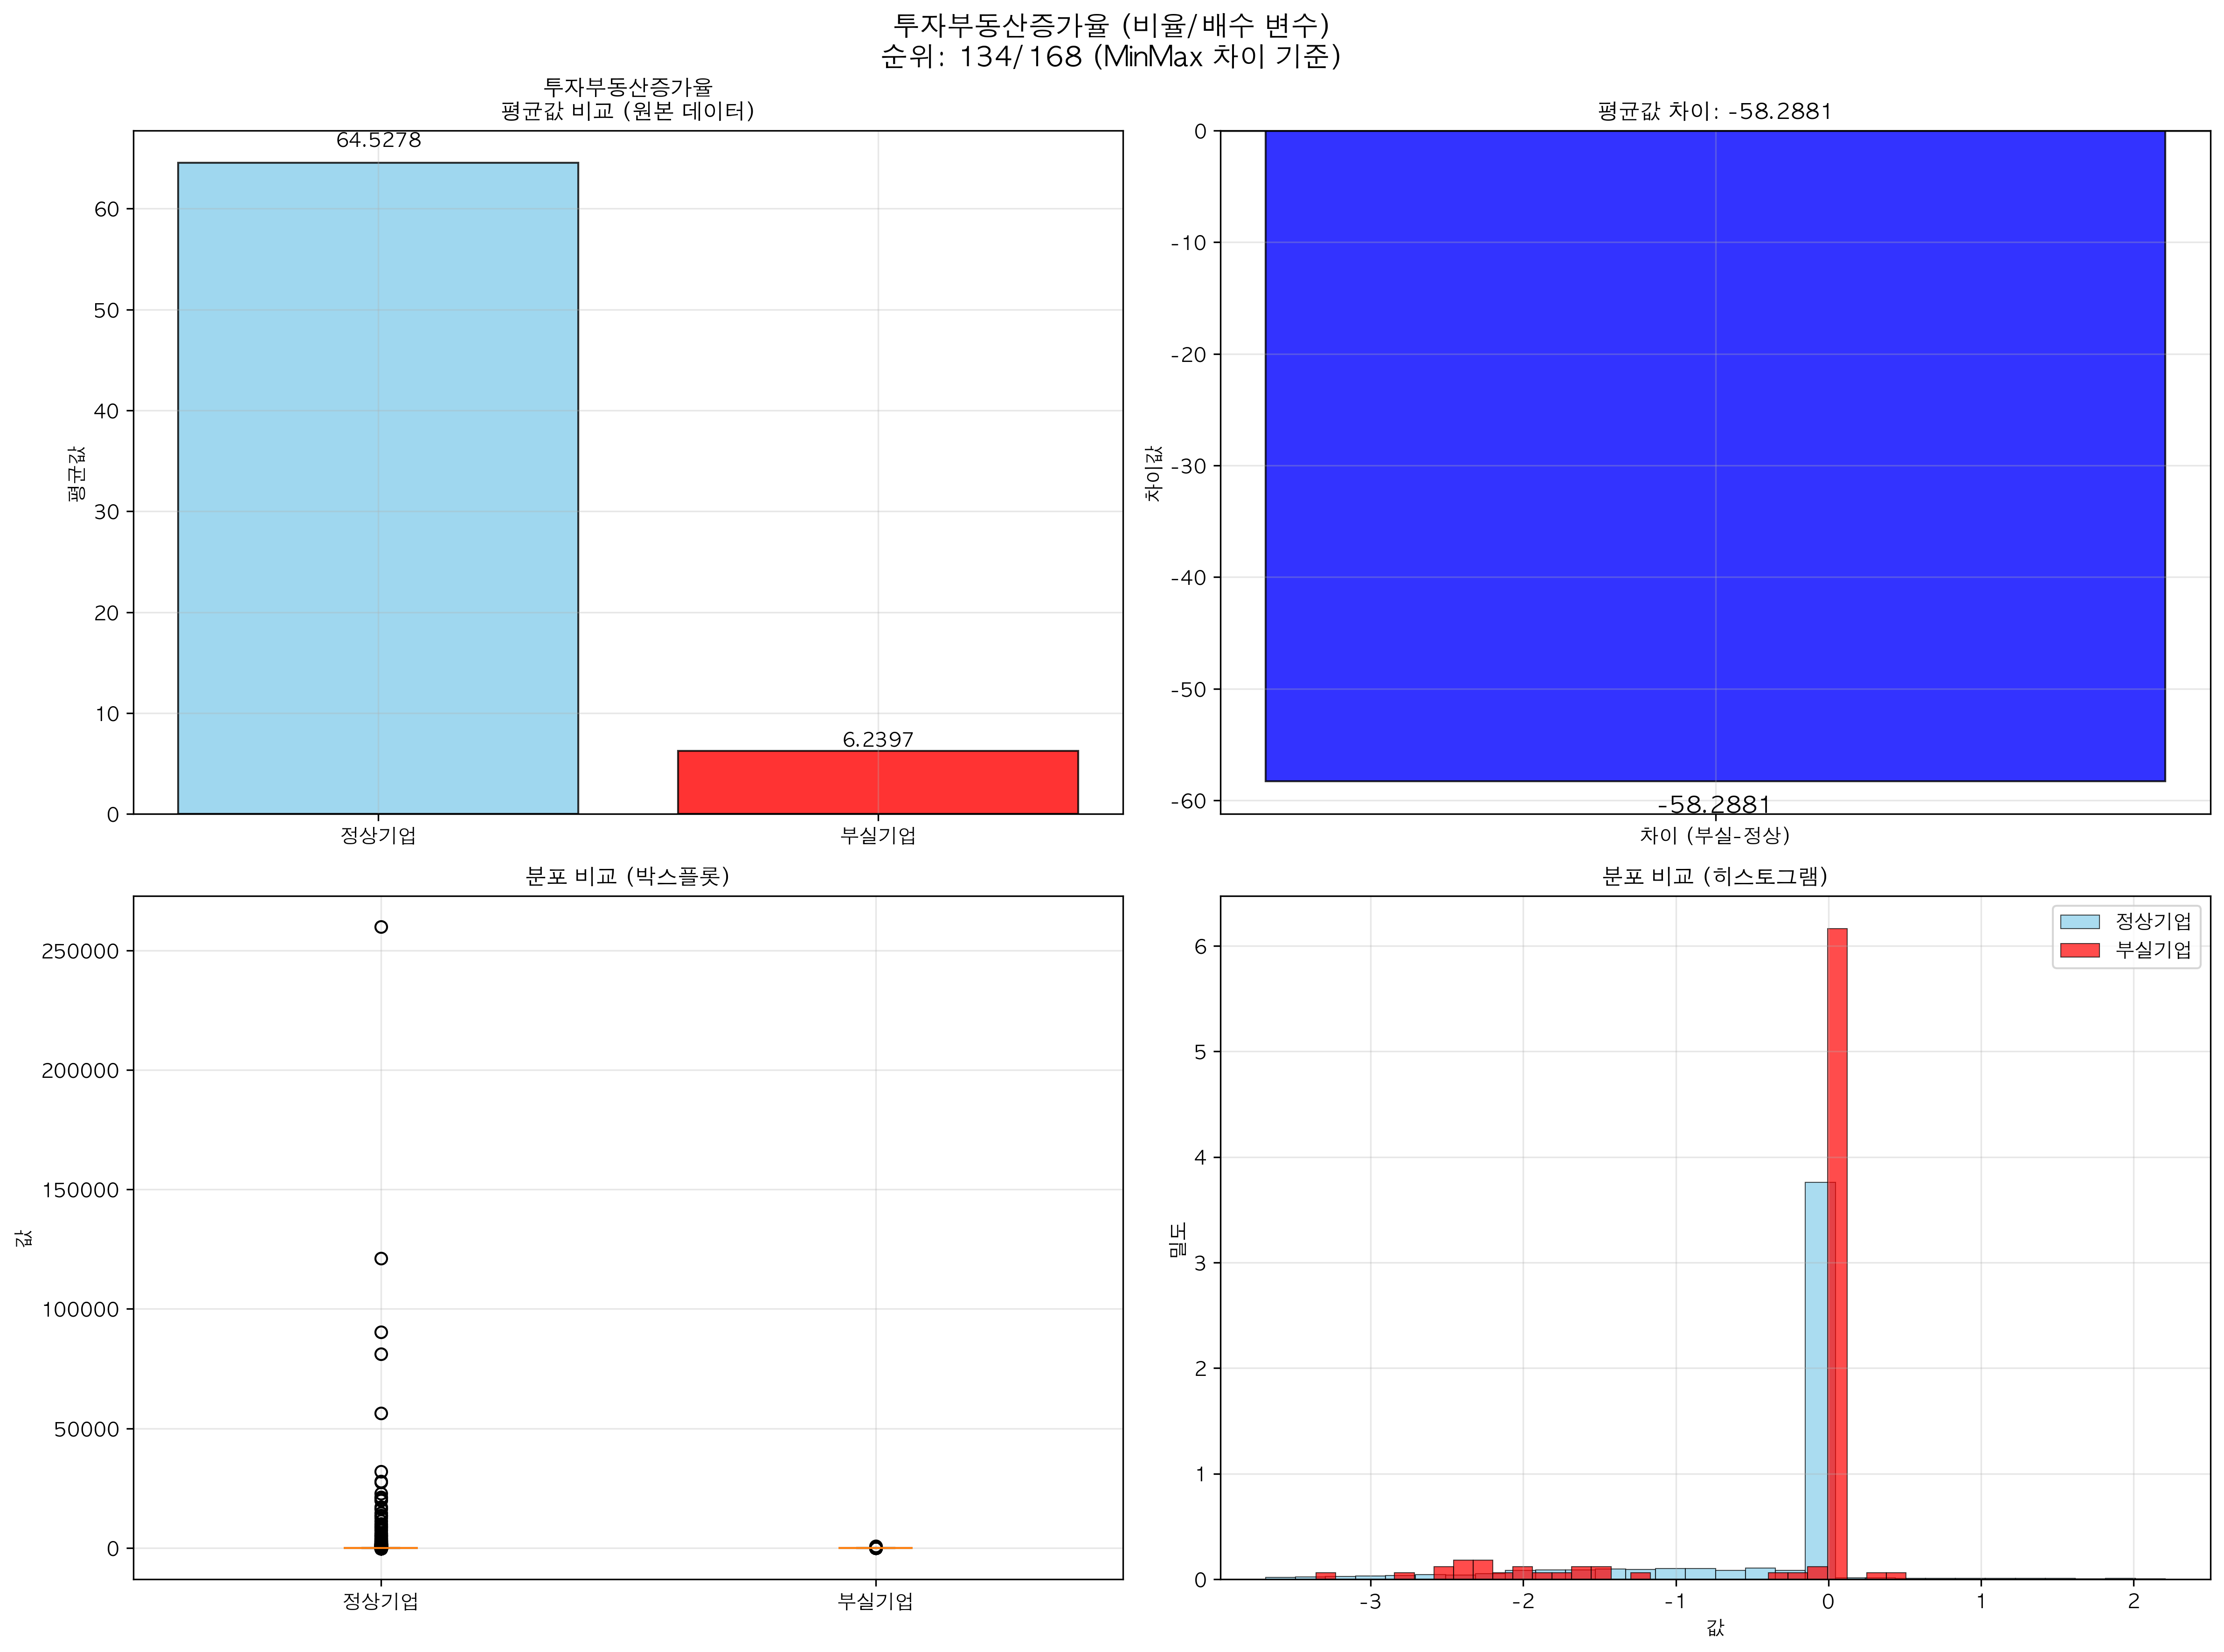 투자부동산증가율 (비율/배수 변수)
순위: 134/168 (MinMax 차이 기준)
투자부동산증가율
평균값 비교 (원본 데이터)
평균값
60
50
40
30
20
10
0
64.5278
6.2397
정상기업
부실기업
평균값 차이: -58.2881
차이값
0
-10
-20
-30
-40
-50
-60
-58.2881
차이 (부실-정상)
분포 비교 (박스플롯)
값
250000
200000
150000
100000
50000
0
정상기업
부실기업
분포 비교 (히스토그램)
정상기업
부실기업
밀도
6
5
4
3
2
1
0
-3
-2
-1
0
1
2
값